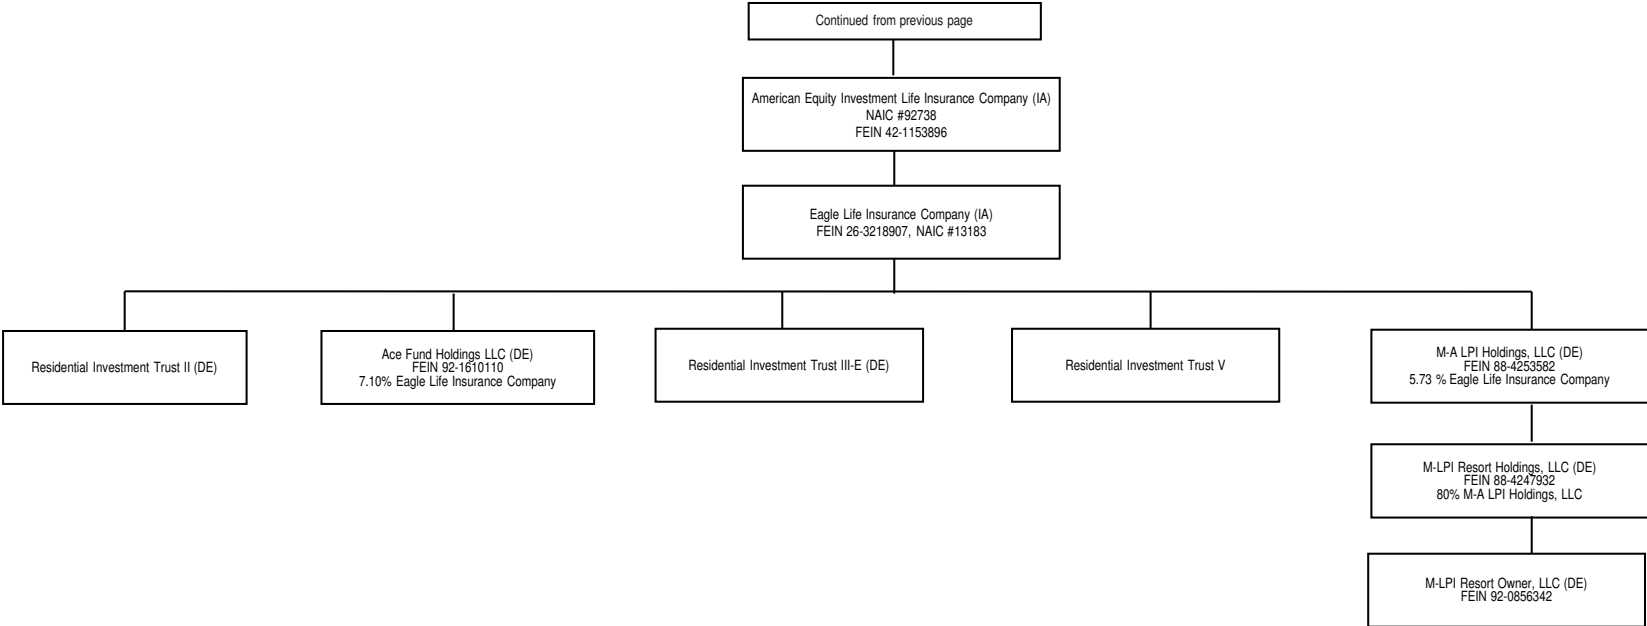 Continued from previous page
American Equity Investment Life Insurance Company (IA)
NAIC #92738
FEIN 42-1153896
Eagle Life Insurance Company (IA)
FEIN 26-3218907, NAIC #13183
Residential Investment Trust II (DE)
Ace Fund Holdings LLC (DE)
FEIN 92-1610110
7.10% Eagle Life Insurance Company
Residential Investment Trust III-E (DE)
Residential Investment Trust V
M-A LPI Holdings, LLC (DE)
FEIN 88-4253582
5.73 % Eagle Life Insurance Company
M-LPI Resort Holdings, LLC (DE)
FEIN 88-4247932
80% M-A LPI Holdings, LLC
M-LPI Resort Owner, LLC (DE)
FEIN 92-0856342